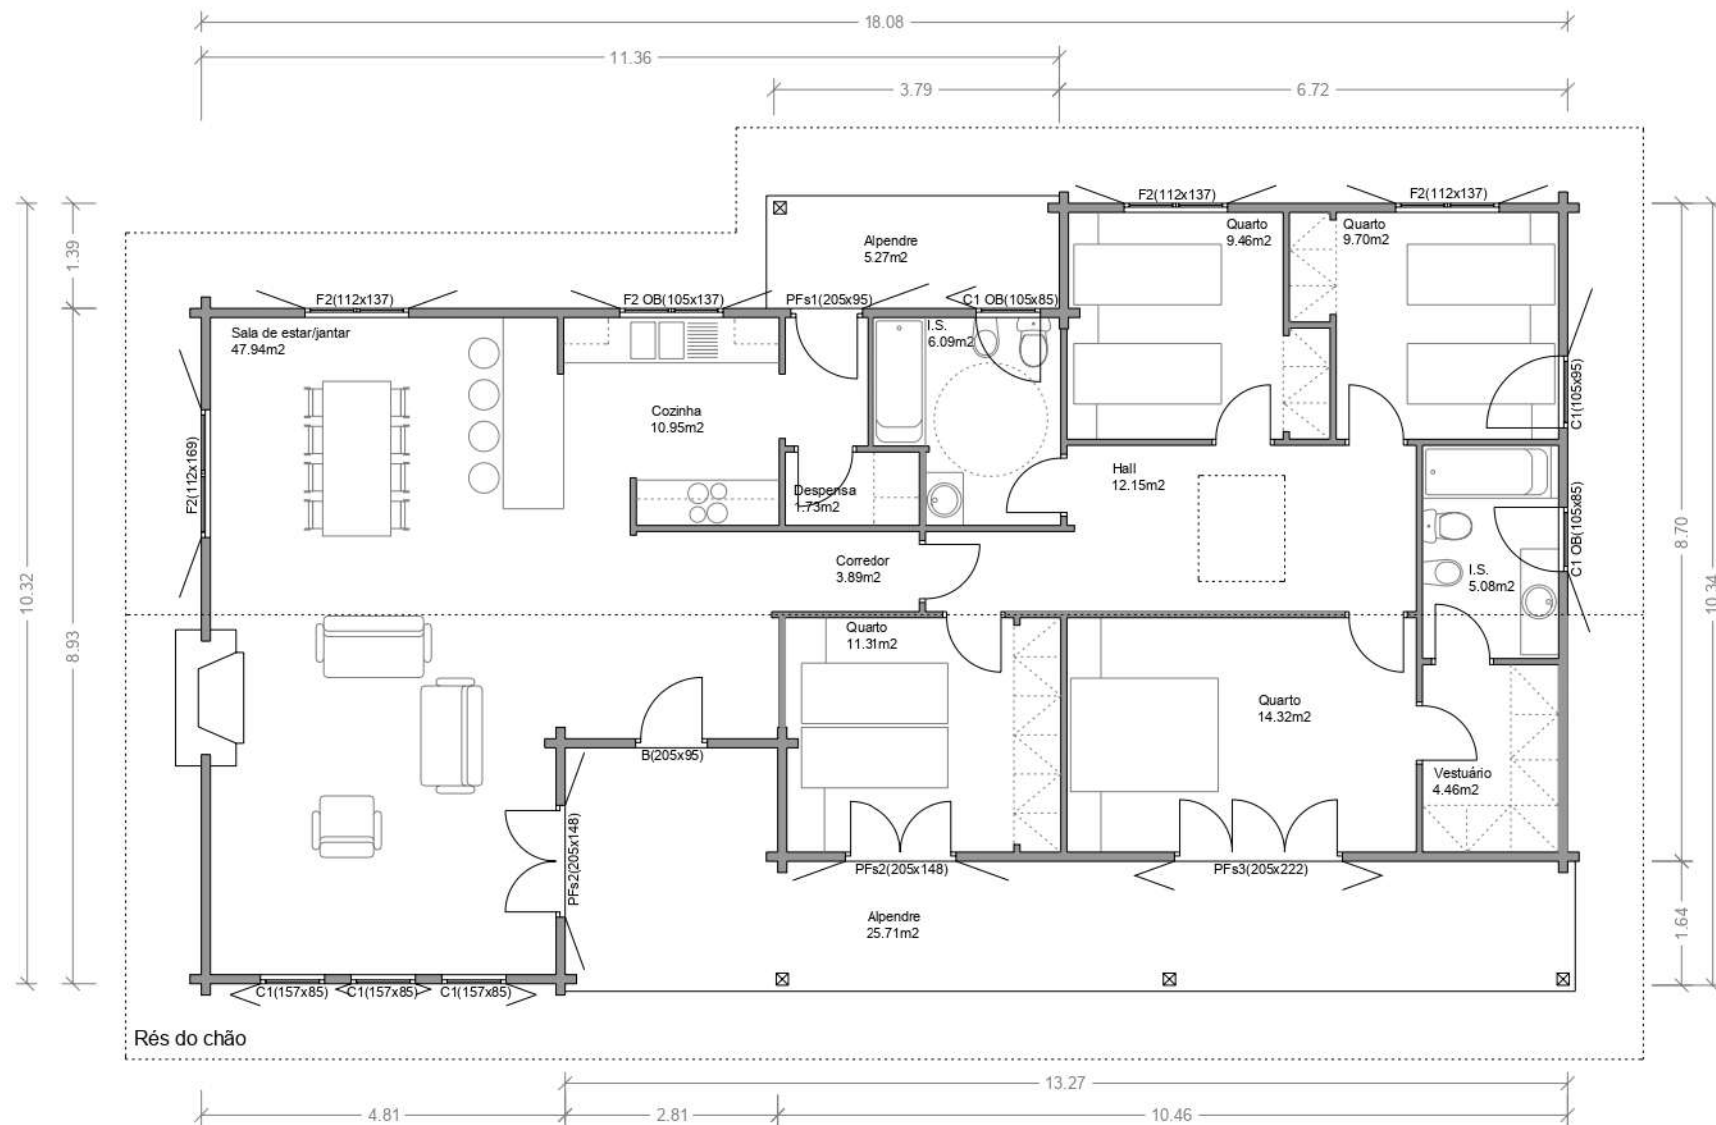 18.08
11.36
3.79
6.72
F2(112x137)
F2(112x137)
Quarto
9.46m2
Quarto
9.70m2
Alpendre
5.27m2
1.39
F2(112x137)
F2 OB(105x137)
PFs1(205x95)
C1 OB(105x85)
Sala de estar/jantar
47.94m2
I.S.
6.09m2
C1(105x95)
Cozinha
10.95m2
F2(112x169)
Hall
12.15m2
Despensa
1.73m2
C1 OB(105x85)
8.70
Corredor
3.89m2
I.S.
5.08m2
10.32
10.34
8.93
Quarto
11.31m2
Quarto
14.32m2
B(205x95)
Vestuário
4.46m2
PFs2(205x148)
PFs2(205x148)
PFs3(205x222)
Alpendre
25.71m2
1.64
C1(157x85)
C1(157x85)
C1(157x85)
Rés do chão
13.27
4.81
2.81
10.46